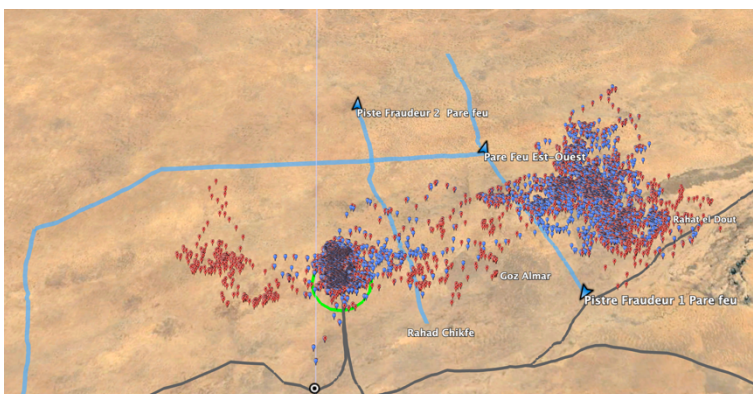 Piste Fraudeur 2 Pare feu
Pare Feu Est-Ouest
Rahat el Dout
Goz Almar
Pistre Fraudeur 1 Pare feu
Rahad Chikfe